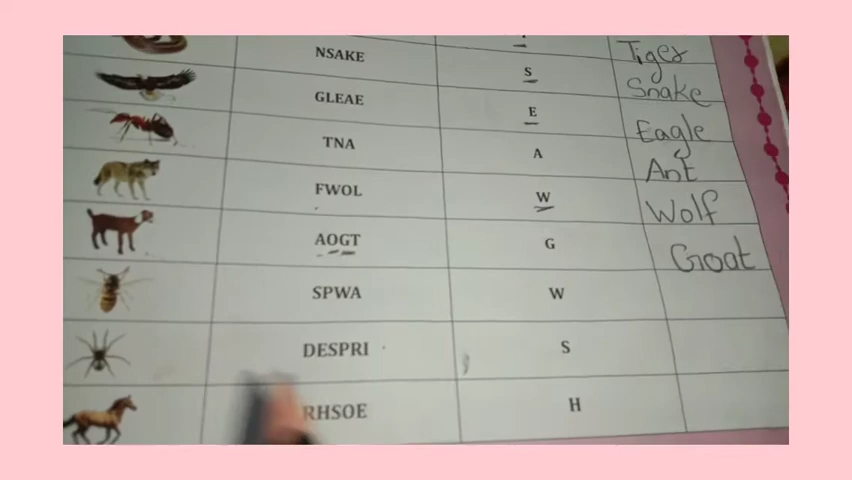 Tiger
NSAKE S Snake
GLEAE E Eagle
TNA A Ant
FWOL W Wolf
AOGT G Goat
SPWA W
DESPRI S
RHSOE H